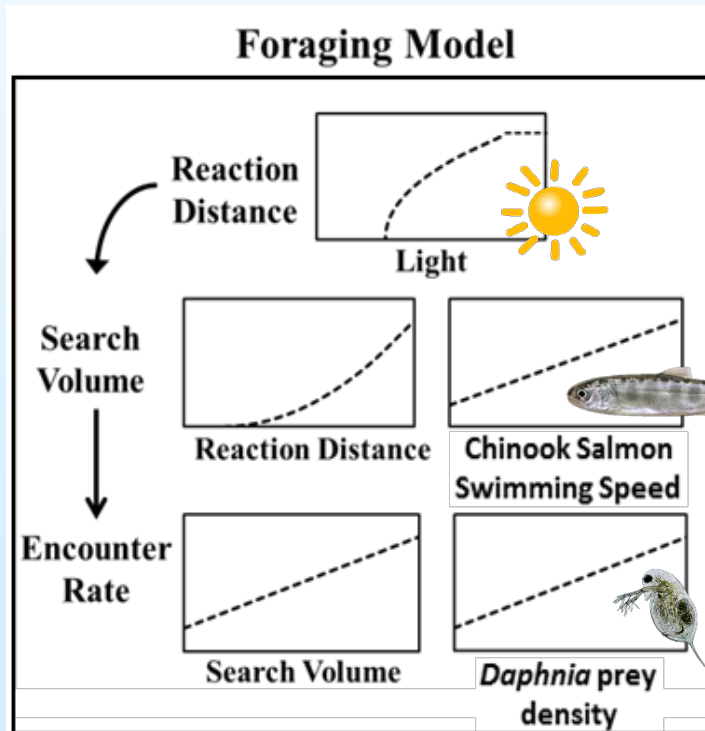 Foraging Model
Reaction
Distance
Light
Search
Volume
Reaction Distance
Chinook Salmon
Swimming Speed
Encounter
Rate
Search Volume
Daphnia prey
density